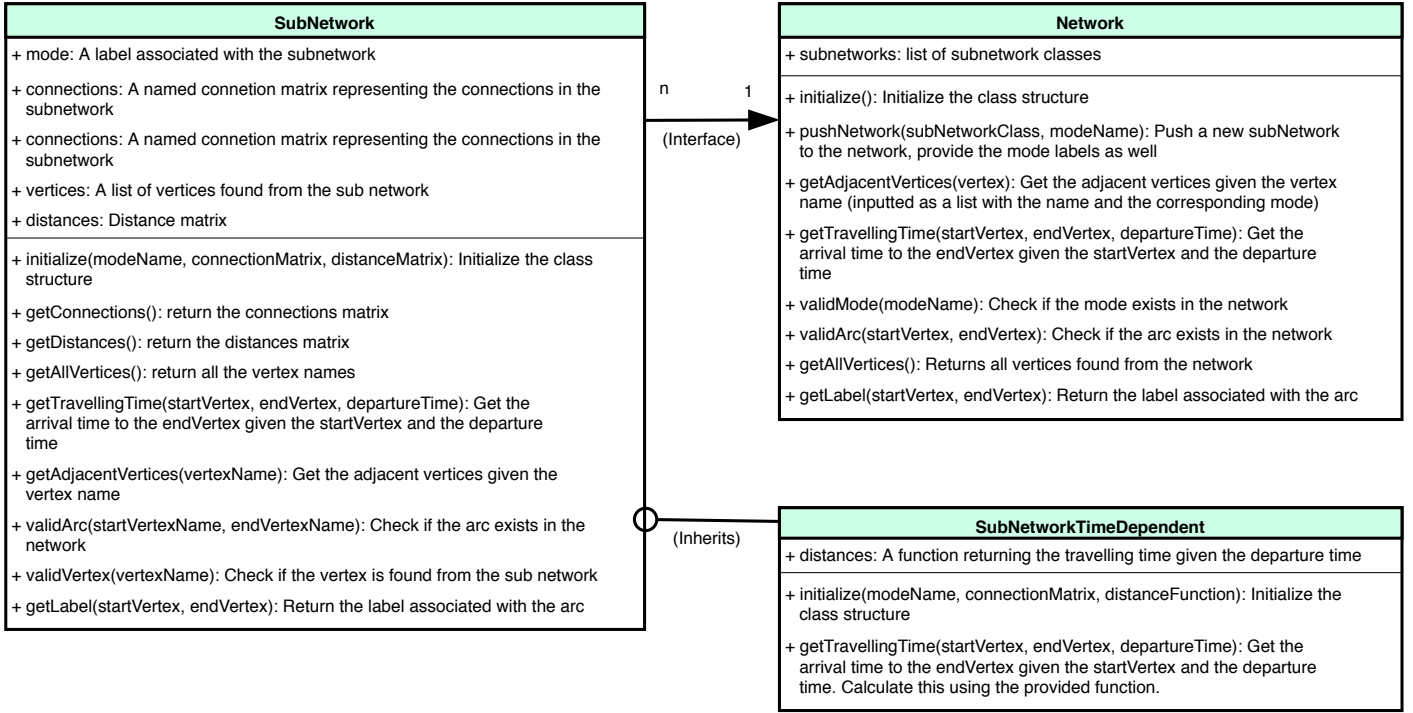 SubNetwork
+ mode: A label associated with the subnetwork
+ connections: A named connetion matrix representing the connections in the
subnetwork
+ connections: A named connetion matrix representing the connections in the
subnetwork
+ vertices: A list of vertices found from the sub network
+ distances: Distance matrix
+ initialize(modeName, connectionMatrix, distanceMatrix): Initialize the class
structure
+ getConnections(): return the connections matrix
+ getDistances(): return the distances matrix
+ getAllVertices(): return all the vertex names
+ getTravellingTime(startVertex, endVertex, departureTime): Get the
arrival time to the endVertex given the startVertex and the departure
time
+ getAdjacentVertices(vertexName): Get the adjacent vertices given the
vertex name
+ validArc(startVertexName, endVertexName): Check if the arc exists in the
network
+ validVertex(vertexName): Check if the vertex is found from the sub network
+ getLabel(startVertex, endVertex): Return the label associated with the arc
n
1
(Interface)
Network
+ subnetworks: list of subnetwork classes
+ initialize(): Initialize the class structure
+ pushNetwork(subNetworkClass, modeName): Push a new subNetwork
to the network, provide the mode labels as well
+ getAdjacentVertices(vertex): Get the adjacent vertices given the vertex
name (inputted as a list with the name and the corresponding mode)
+ getTravellingTime(startVertex, endVertex, departureTime): Get the
arrival time to the endVertex given the startVertex and the departure
time
+ validMode(modeName): Check if the mode exists in the network
+ validArc(startVertex, endVertex): Check if the arc exists in the network
+ getAllVertices(): Returns all vertices found from the network
+ getLabel(startVertex, endVertex): Return the label associated with the arc
(Inherits)
SubNetworkTimeDependent
+ distances: A function returning the travelling time given the departure time
+ initialize(modeName, connectionMatrix, distanceFunction): Initialize the
class structure
+ getTravellingTime(startVertex, endVertex, departureTime): Get the
arrival time to the endVertex given the startVertex and the departure
time. Calculate this using the provided function.